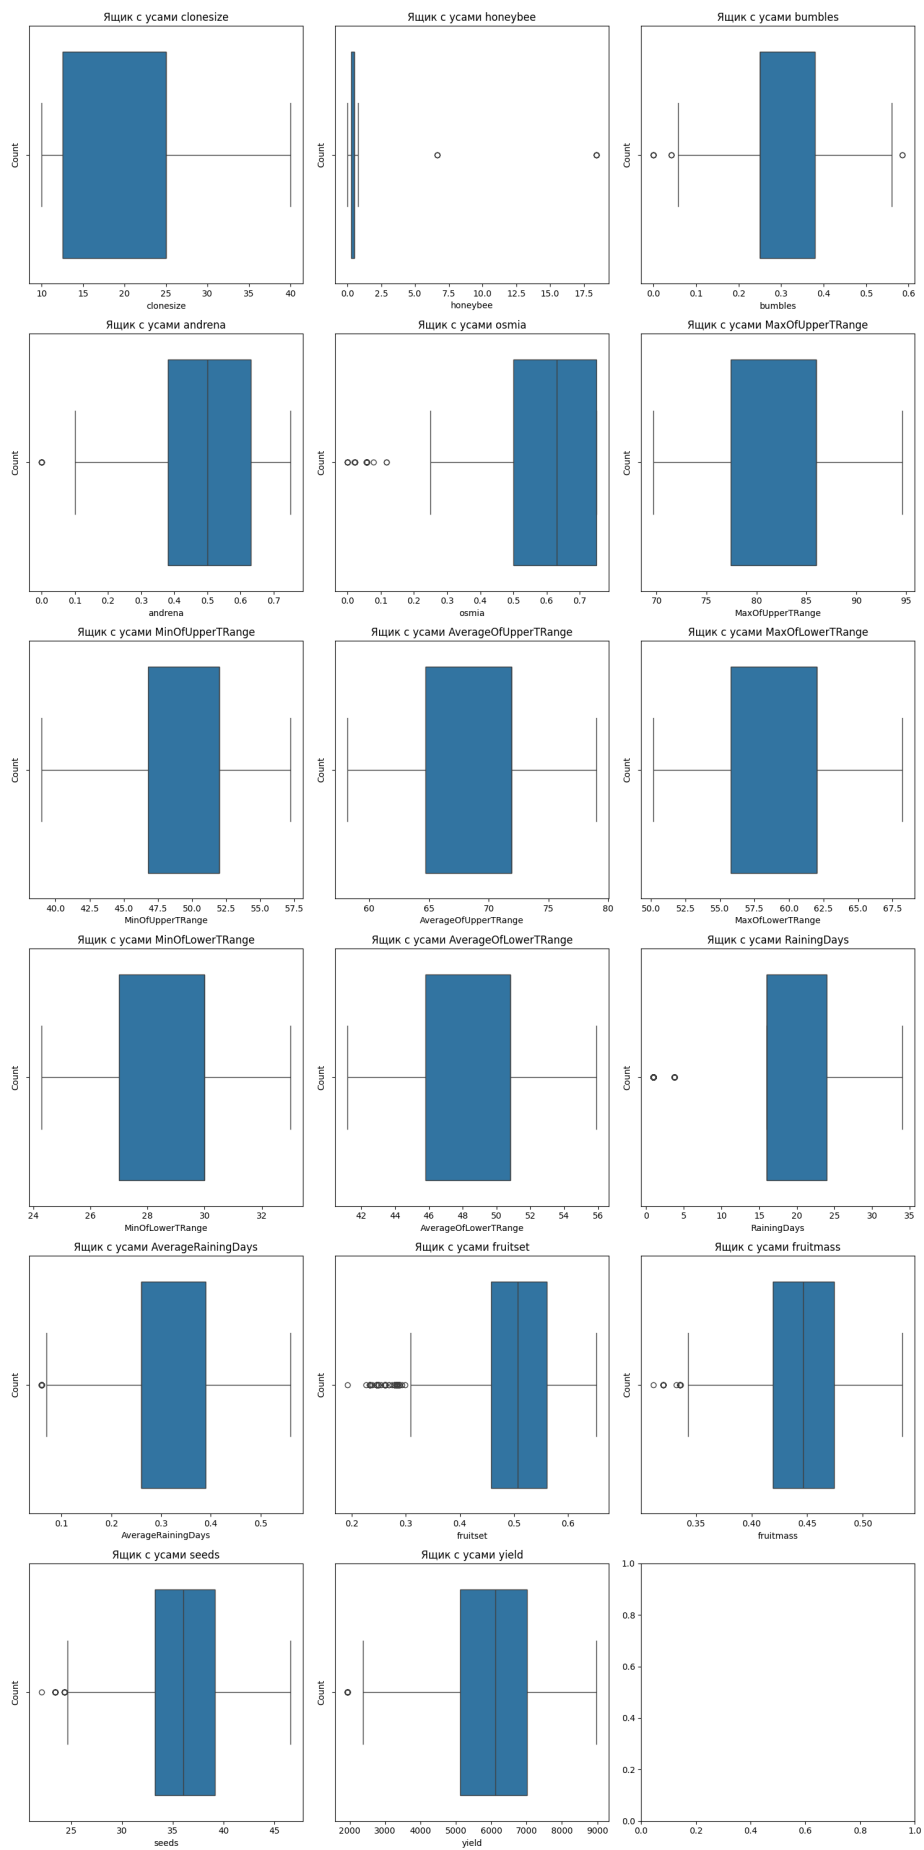 Ящик с усами clonesize
Ящик с усами honeybee
Ящик с усами bumbles
Count
Count
Count
10 15 20 25 30 35 40
0.0 2.5 5.0 7.5 10.0 12.5 15.0 17.5
0.0 0.1 0.2 0.3 0.4 0.5 0.6
clonesize
honeybee
bumbles
Ящик с усами andrena
Ящик с усами osmia
Ящик с усами MaxOfUpperTRange
Count
Count
Count
0.0 0.1 0.2 0.3 0.4 0.5 0.6 0.7
0.0 0.1 0.2 0.3 0.4 0.5 0.6 0.7
70 75 80 85 90 95
andrena
osmia
MaxOfUpperTRange
Ящик с усами MinOfUpperTRange
Ящик с усами AverageOfUpperTRange
Ящик с усами MaxOfLowerTRange
Count
Count
Count
40.0 42.5 45.0 47.5 50.0 52.5 55.0 57.5
60 65 70 75 80
50.0 52.5 55.0 57.5 60.0 62.5 65.0 67.5
MinOfUpperTRange
AverageOfUpperTRange
MaxOfLowerTRange
Ящик с усами MinOfLowerTRange
Ящик с усами AverageOfLowerTRange
Ящик с усами RainingDays
Count
Count
Count
24 26 28 30 32
42 44 46 48 50 52 54 56
0 5 10 15 20 25 30 35
MinOfLowerTRange
AverageOfLowerTRange
RainingDays
Ящик с усами AverageRainingDays
Ящик с усами fruitset
Ящик с усами fruitmass
Count
Count
Count
0.1 0.2 0.3 0.4 0.5
0.2 0.3 0.4 0.5 0.6
0.35 0.40 0.45 0.50
AverageRainingDays
fruitset
fruitmass
Ящик с усами seeds
Ящик с усами yield
Count
Count
1.0
0.8
0.6
0.4
0.2
0.0
25 30 35 40 45
2000 3000 4000 5000 6000 7000 8000 9000
0.0 0.2 0.4 0.6 0.8 1.0
seeds
yield